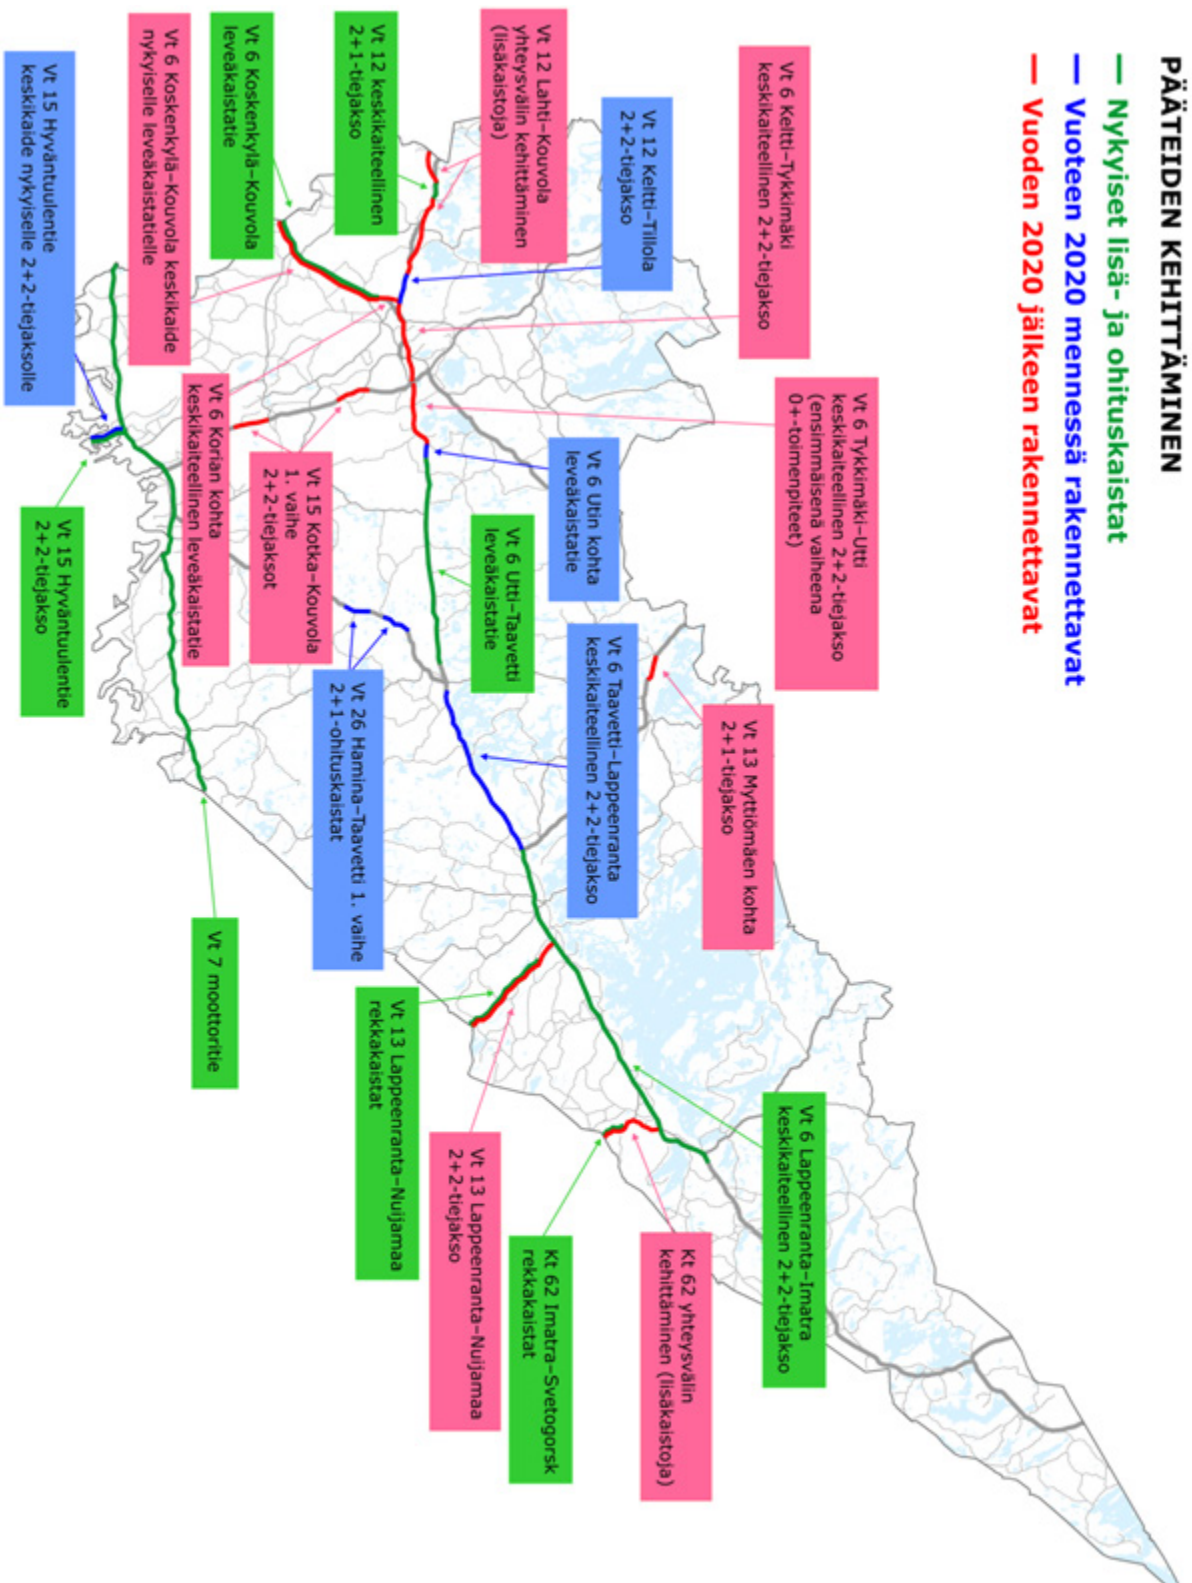 PÄÄTEIDEN KEHITTÄMINEN
Nykyiset lisä- ja ohituskaistat
Vuoteen 2020 mennessä rakennettavat
Vuoden 2020 jälkeen rakennettavat
Vt 6 Keltti-Tykkimäki
keskikaiteellinen 2+2-tiejakso
Vt 6 Tykkimäki-Utti
keskikaiteellinen 2+2-tiejakso
(ensimmäisenä vaiheena
0+-toimenpiteet)
Vt 13 Myttiömäen kohta
2+1-tiejakso
Vt 6 Lappeenranta-Imatra
keskikaiteellinen 2+2-tiejakso
Vt 12 Keltti-Tillola
2+2-tiejakso
Vt 6 Utin kohta
leveäkaistatie
Vt 6 Taavetti-Lappeenranta
keskikaiteellinen 2+2-tiejakso
Kt 62 yhteysvälin
kehittäminen (lisäkaistoja)
Vt 12 Lahti-Kouvola
yhteysvälin kehittäminen
(lisäkaistoja)
Vt 6 Utti-Taavetti
leveäkaistatie
Kt 62 Imatra-Svetogorsk
rekkakaistat
Vt 12 keskikaiteellinen
2+1-tiejakso
Vt 13 Lappeenranta-Nuijamaa
2+2-tiejakso
Vt 13 Lappeenranta-Nuijamaa
rekkakaistat
Vt 26 Hamina-Taavetti 1. vaihe
2+1-ohituskaistat
Vt 15 Kotka-Kouvola
1. vaihe
2+2-tiejaksot
Vt 6 Koskenkylä-Kouvola
leveäkaistatie
Vt 6 Korian kohta
keskikaiteellinen leveäkaistatie
Vt 7 moottoritie
Vt 6 Koskenkylä-Kouvola keskikaide
nykyiselle leveäkaistatielle
Vt 15 Hyväntuulentie
2+2-tiejakso
Vt 15 Hyväntuulentie
keskikaide nykyiselle 2+2-tiejaksolle